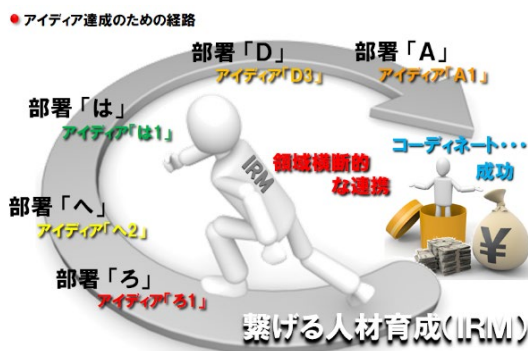 アイディア達成のための経路
部署「D」
アイディア「D3」
部署「A」
アイディア「A1」
部署「は」
アイディア「は1」
コーディネート・・・
成功
IRM
領域横断的
な連携
部署「へ」
アイディア「へ2」
部署「ろ」
アイディア「ろ1」
¥
繋げる人材育成(IRM)